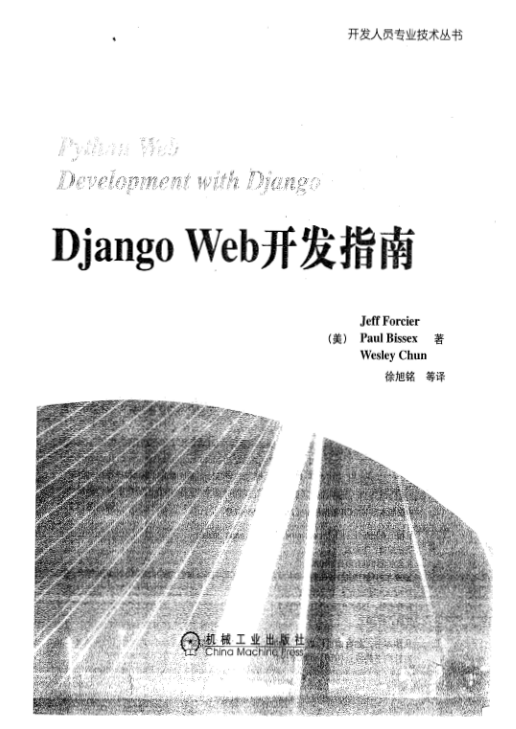 开发人员专业技术丛书
Python Web
Development with Django
Django Web开发指南
Jeff Forcier
（美） Paul Bissex 著
Wesley Chun
徐旭铭 等译
机械工业出版社
China Machine Press